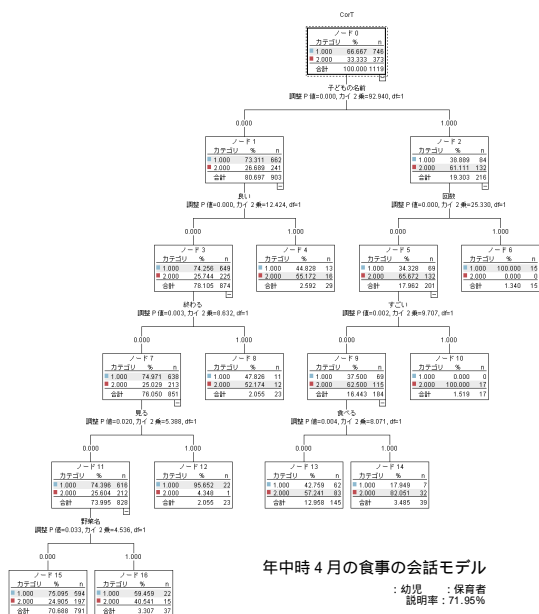 CorT
ノード 0
カテゴリ % n
1.000 66.667 746
2.000 33.333 373
合計 100.000 1119
子どもの名前
調整 P 値=0.000, カイ 2 乗=92.940, df=1
0.000 1.000
ノード 1 ノード 2
カテゴリ % n カテゴリ % n
1.000 73.311 662 1.000 38.889 84
2.000 26.689 241 2.000 61.111 132
合計 80.697 903 合計 19.303 216
良い 回数
調整 P 値=0.000, カイ 2 乗=12.424, df=1 調整 P 値=0.000, カイ 2 乗=25.330, df=1
0.000 1.000 0.000 1.000
ノード 3 ノード 4 ノード 5 ノード 6
カテゴリ % n カテゴリ % n カテゴリ % n カテゴリ % n
1.000 74.256 649 1.000 44.828 13 1.000 34.328 69 1.000 100.000 15
2.000 25.744 225 2.000 55.172 16 2.000 65.672 132 2.000 0.000 0
合計 78.105 874 合計 2.592 29 合計 17.962 201 合計 1.340 15
終わる すごい
調整 P 値=0.003, カイ 2 乗=8.632, df=1 調整 P 値=0.002, カイ 2 乗=9.707, df=1
0.000 1.000 0.000 1.000
ノード 7 ノード 8 ノード 9 ノード 10
カテゴリ % n カテゴリ % n カテゴリ % n カテゴリ % n
1.000 74.971 638 1.000 47.826 11 1.000 37.500 69 1.000 0.000 0
2.000 25.029 213 2.000 52.174 12 2.000 62.500 115 2.000 100.000 17
合計 76.050 851 合計 2.055 23 合計 16.443 184 合計 1.519 17
見る 食べる
調整 P 値=0.020, カイ 2 乗=5.388, df=1 調整 P 値=0.004, カイ 2 乗=8.071, df=1
0.000 1.000 0.000 1.000
ノード 11 ノード 12 ノード 13 ノード 14
カテゴリ % n カテゴリ % n カテゴリ % n カテゴリ % n
1.000 74.396 616 1.000 95.652 22 1.000 42.759 62 1.000 17.949 7
2.000 25.604 212 2.000 4.348 1 2.000 57.241 83 2.000 82.051 32
合計 73.995 828 合計 2.055 23 合計 12.958 145 合計 3.485 39
野菜名
調整 P 値=0.033, カイ 2 乗=4.536, df=1
0.000 1.000
ノード 15 ノード 16
カテゴリ % n カテゴリ % n
1.000 75.095 594 1.000 59.459 22
2.000 24.905 197 2.000 40.541 15
合計 70.688 791 合計 3.307 37
年中時 4 月の食事の会話モデル
: 幼児 : 保育者
説明率 : 71.95%